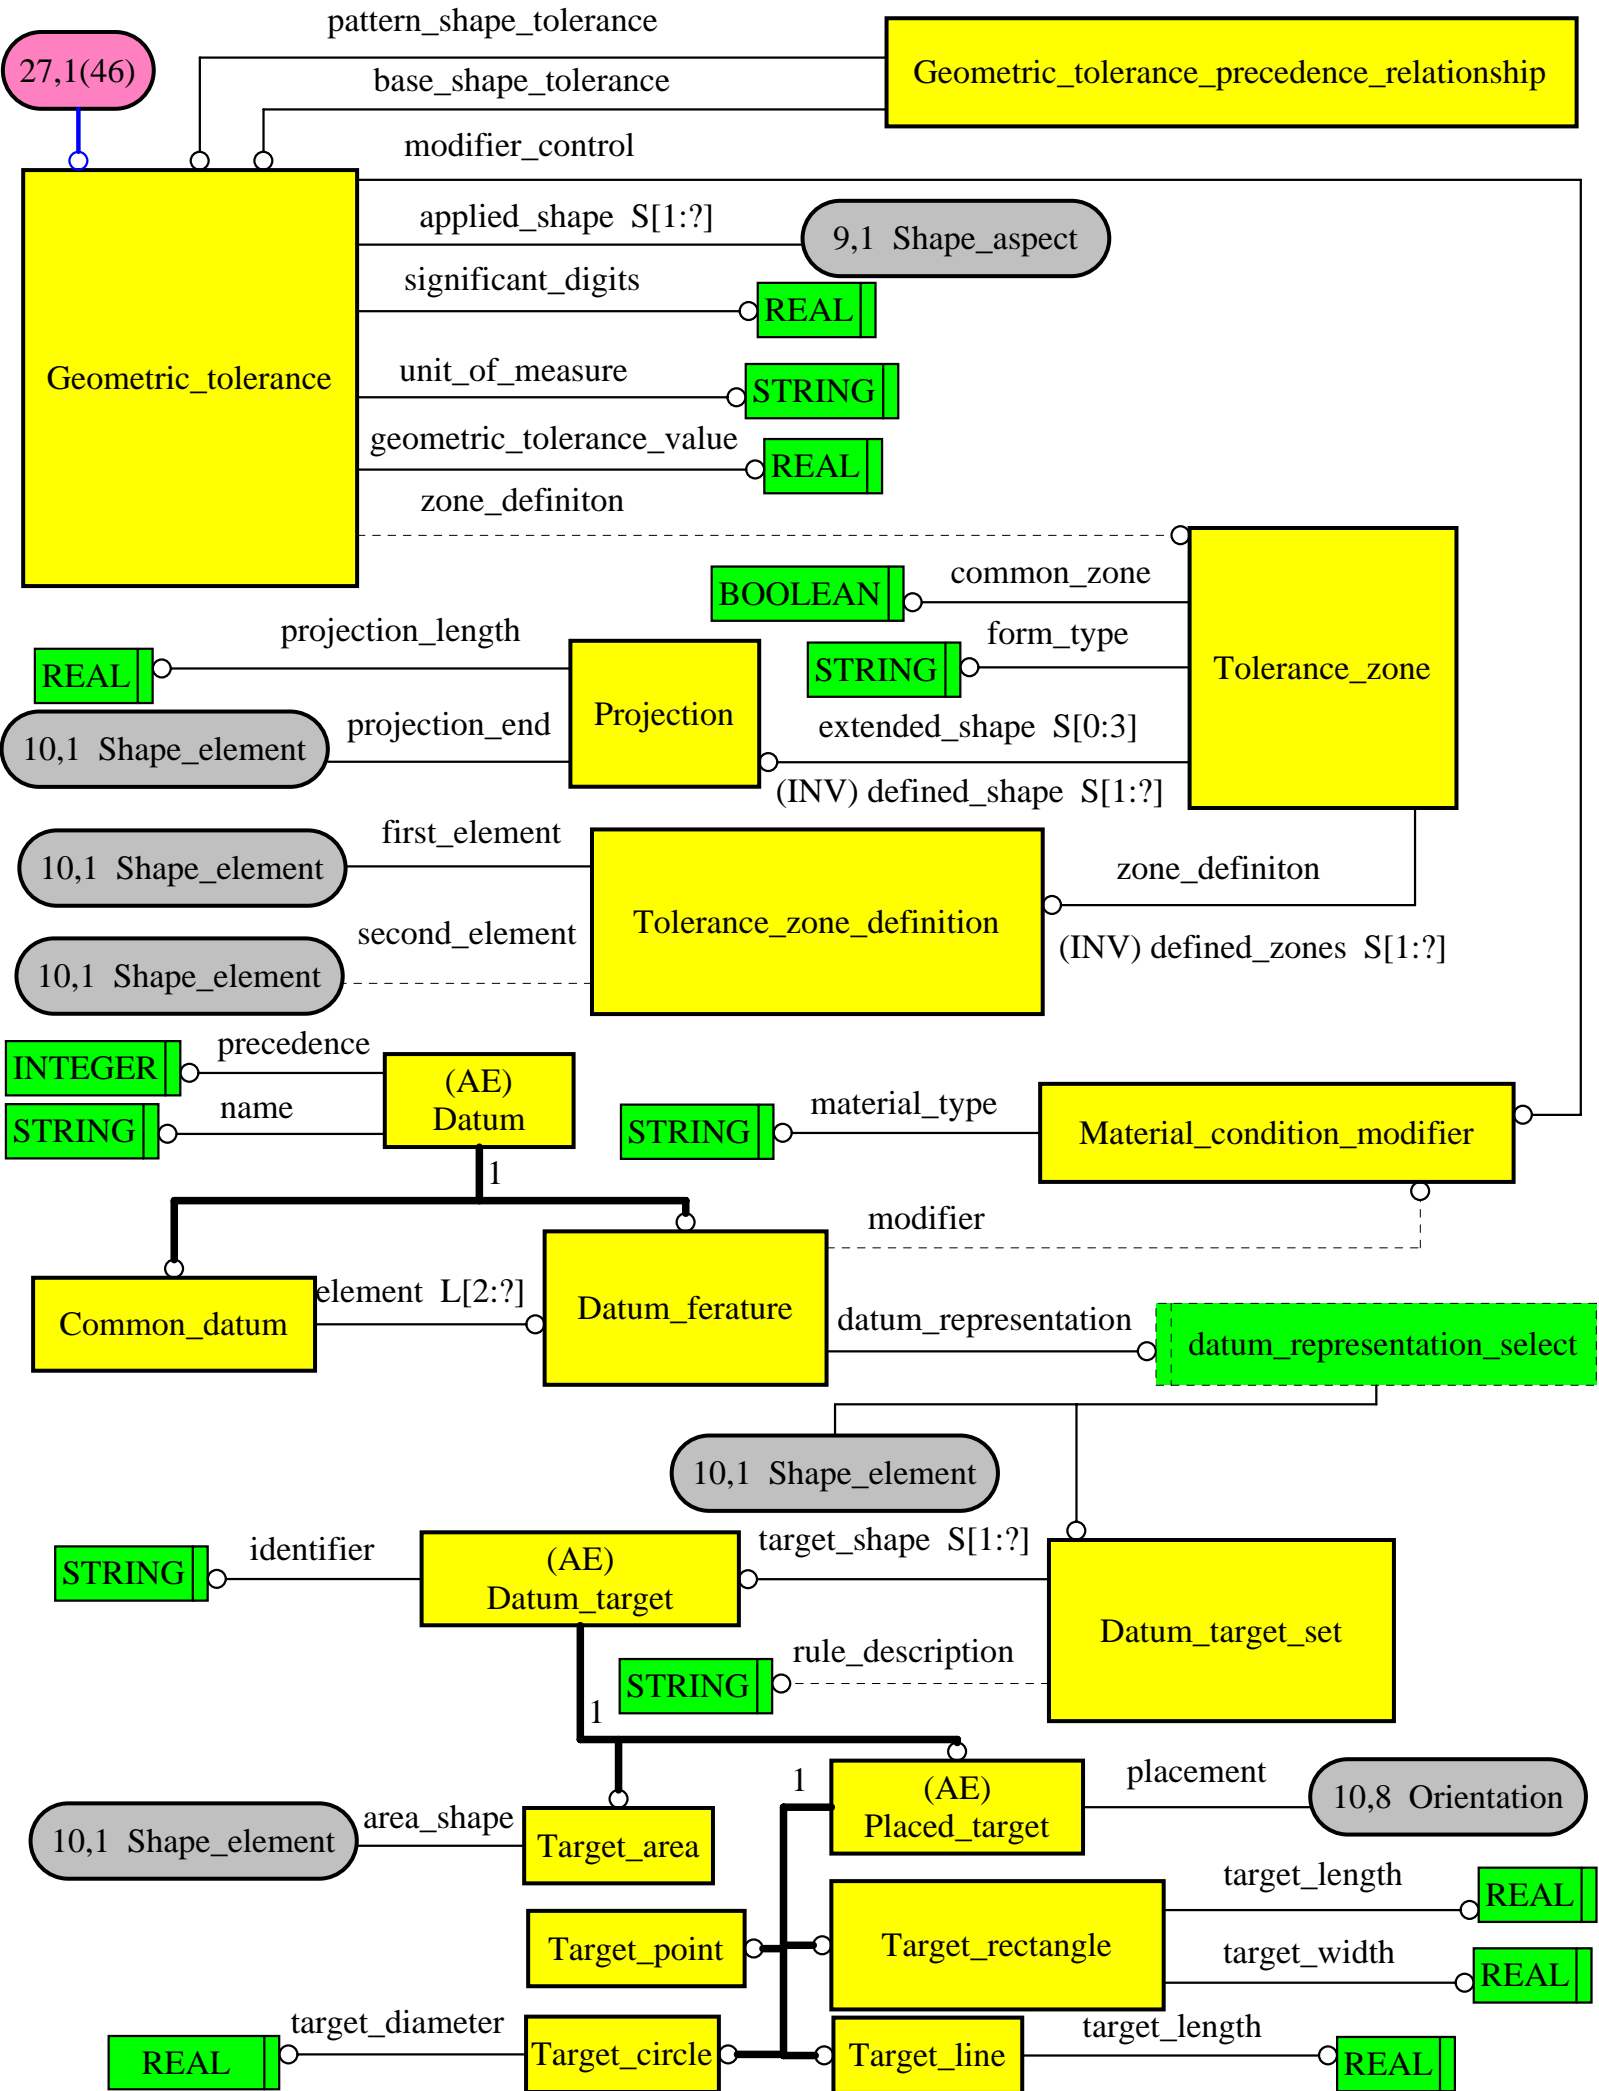 pattern_shape_tolerance
27,1(46)
Geometric_tolerance_precedence_relationship
base_shape_tolerance
modifier_control
applied_shape S[1:?]
9,1 Shape_aspect
significant_digits
REAL
Geometric_tolerance
unit_of_measure
STRING
geometric_tolerance_value
REAL
zone_definiton
BOOLEAN
common_zone
projection_length
form_type
REAL
STRING
Tolerance_zone
Projection
10,1 Shape_element
projection_end
extended_shape S[0:3]
(INV) defined_shape S[1:?]
first_element
10,1 Shape_element
zone_definiton
Tolerance_zone_definition
second_element
(INV) defined_zones S[1:?]
10,1 Shape_element
precedence
INTEGER
(AE)
Datum
name
STRING
material_type
STRING
Material_condition_modifier
1
modifier
element L[2:?]
Common_datum
Datum_ferature
datum_representation
datum_representation_select
10,1 Shape_element
identifier
STRING
(AE)
Datum_target
target_shape S[1:?]
Datum_target_set
rule_description
STRING
1
1
(AE)
Placed_target
placement
10,8 Orientation
area_shape
10,1 Shape_element
Target_area
target_length
REAL
Target_point
Target_rectangle
target_width
REAL
target_diameter
REAL
Target_circle
Target_line
target_length
REAL